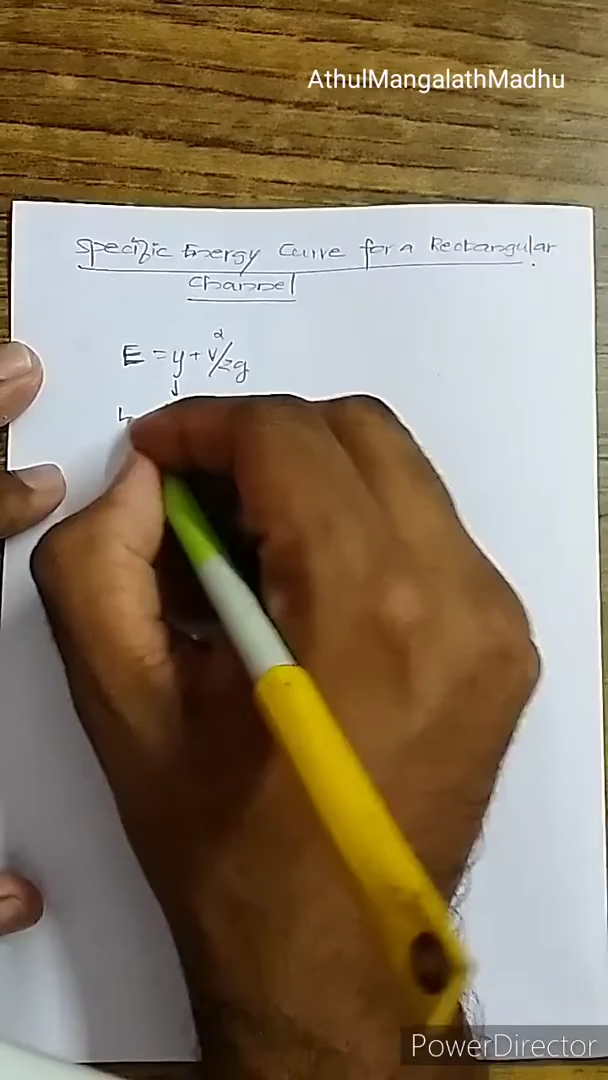 AthulMangalathMadhu
Specific Energy Curve for a Rectangular
Channel
E = y + v²/2g
↓
h
PowerDirector